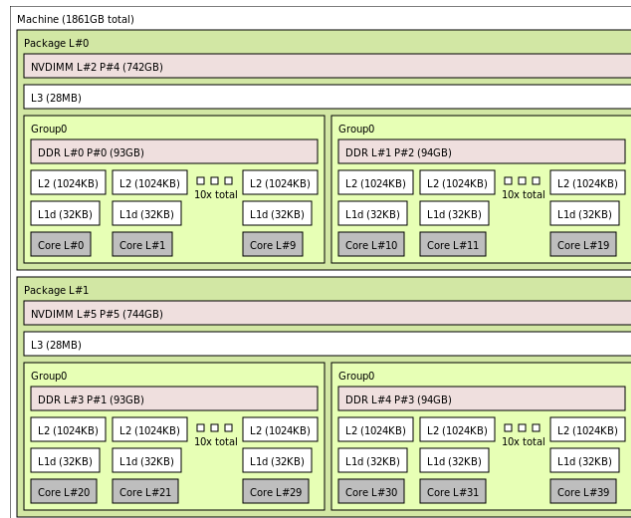 Machine (1861GB total)
Package L#0
NVDIMM L#2 P#4 (742GB)
L3 (28MB)
Group0
DDR L#0 P#0 (93GB)
L2 (1024KB) L2 (1024KB) 10x total L2 (1024KB)
L1d (32KB) L1d (32KB) L1d (32KB)
Core L#0 Core L#1 Core L#9
Group0
DDR L#1 P#2 (94GB)
L2 (1024KB) L2 (1024KB) 10x total L2 (1024KB)
L1d (32KB) L1d (32KB) L1d (32KB)
Core L#10 Core L#11 Core L#19
Package L#1
NVDIMM L#5 P#5 (744GB)
L3 (28MB)
Group0
DDR L#3 P#1 (93GB)
L2 (1024KB) L2 (1024KB) 10x total L2 (1024KB)
L1d (32KB) L1d (32KB) L1d (32KB)
Core L#20 Core L#21 Core L#29
Group0
DDR L#4 P#3 (94GB)
L2 (1024KB) L2 (1024KB) 10x total L2 (1024KB)
L1d (32KB) L1d (32KB) L1d (32KB)
Core L#30 Core L#31 Core L#39